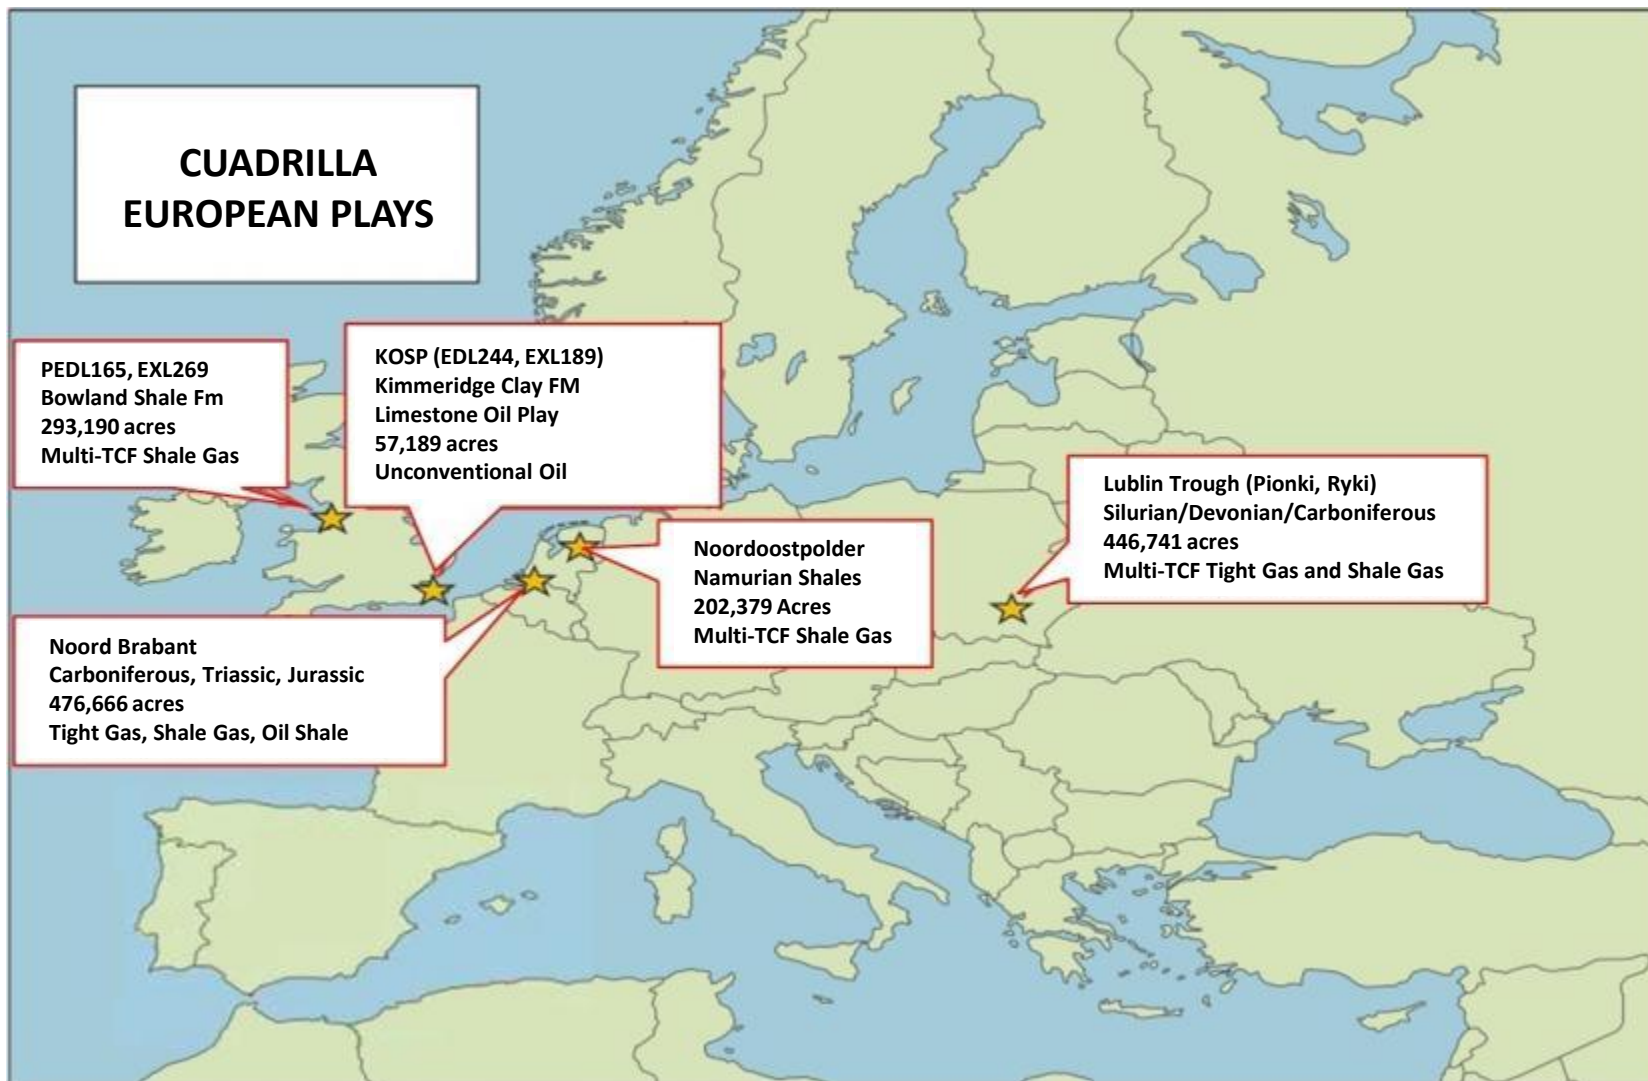 CUADRILLA
EUROPEAN PLAYS
PEDL165, EXL269
Bowland Shale Fm
293,190 acres
Multi-TCF Shale Gas
KOSP (EDL244, EXL189)
Kimmeridge Clay FM
Limestone Oil Play
57,189 acres
Unconventional Oil
Lublin Trough (Pionki, Ryki)
Silurian/Devonian/Carboniferous
446,741 acres
Multi-TCF Tight Gas and Shale Gas
Noordoostpolder
Namurian Shales
202,379 Acres
Multi-TCF Shale Gas
Noord Brabant
Carboniferous, Triassic, Jurassic
476,666 acres
Tight Gas, Shale Gas, Oil Shale